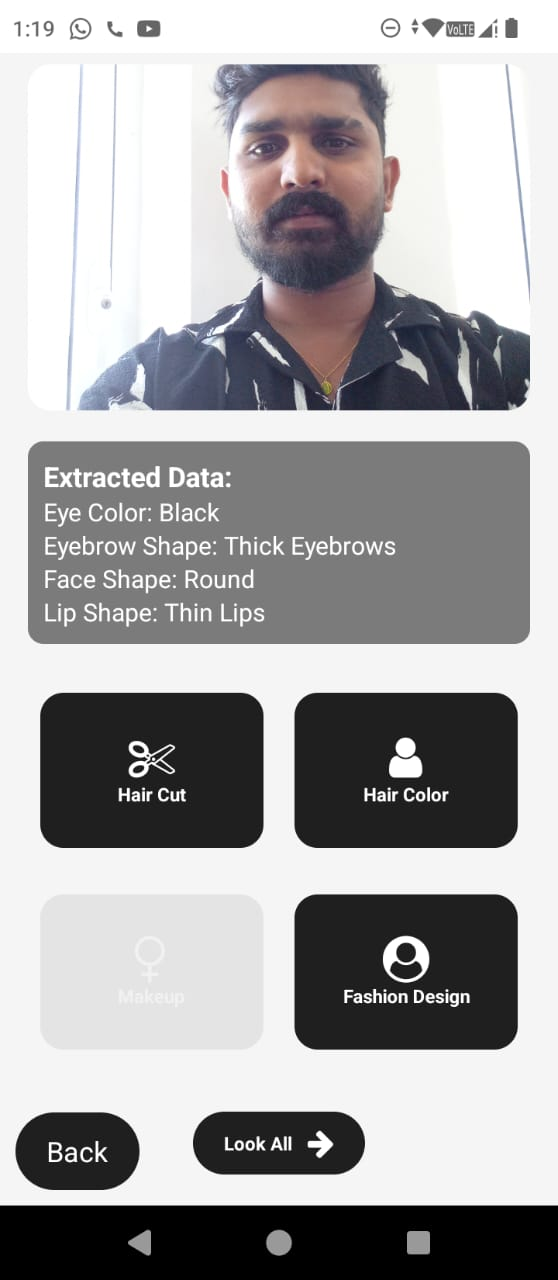 1:19
VoLTE
Extracted Data:
Eye Color: Black
Eyebrow Shape: Thick Eyebrows
Face Shape: Round
Lip Shape: Thin Lips
Hair Cut
Hair Color
Makeup
Fashion Design
Back
Look All